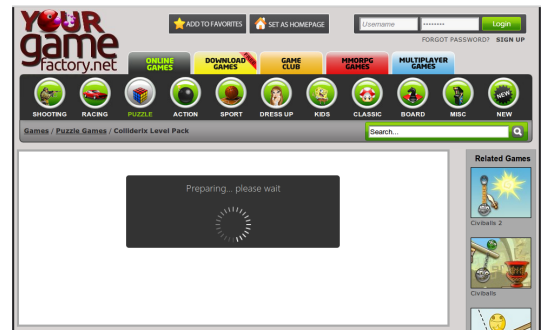 YOUR
game
Factory.net
ADD TO FAVORITES
SET AS HOMEPAGE
Username
Login
FORGOT PASSWORD? SIGN UP
ONLINE
GAMES
DOWNLOAD
GAMES
GAME
CLUB
MMORPG
GAMES
MULTIPLAYER
GAMES
SHOOTING RACING PUZZLE ACTION SPORT DRESS UP KIDS CLASSIC BOARD MISC NEW
NEW
Games / Puzzle Games / Colliderix Level Pack
Search...
Preparing... please wait
Related Games
Civiballs 2
Civiballs